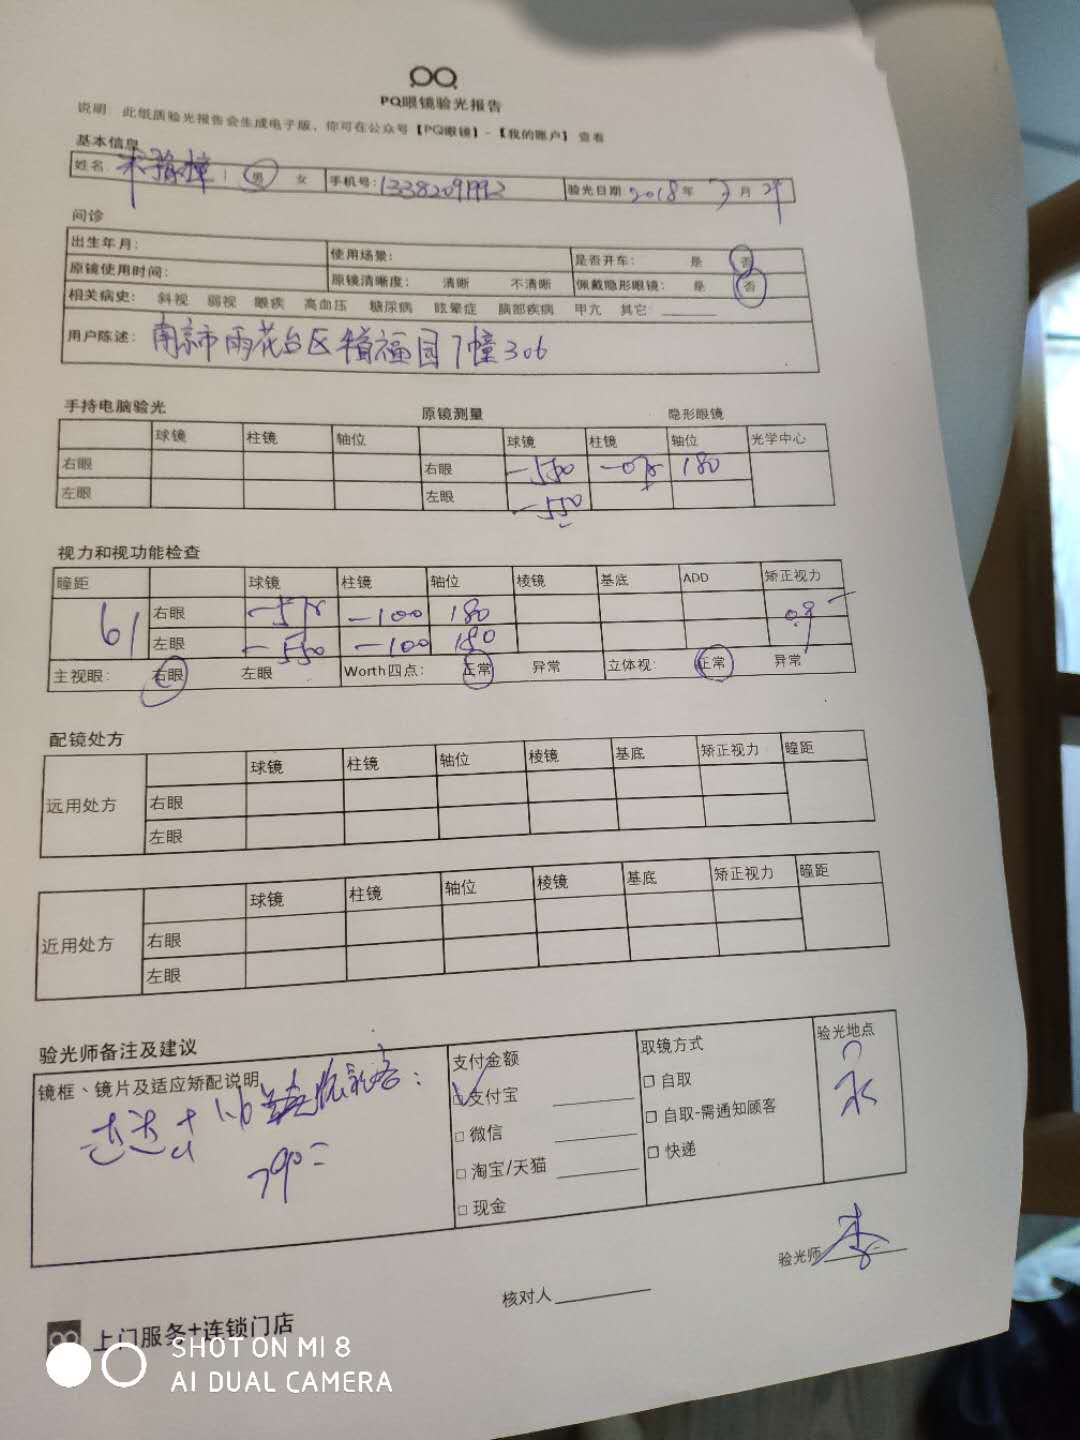 PQ眼镜验光报告
说明 此纸质验光报告会生成电子版，你可在公众号【PQ眼镜】-【我的账户】查看
基本信息
姓名 男 女 手机号: 验光日期 2018年 7月
问诊
出生年月: 使用场景: 是否开车: 是 否
原镜使用时间: 原镜清晰度: 清晰 不清晰 佩戴隐形眼镜: 是 否
相关病史: 斜视 弱视 眼疾 高血压 糖尿病 眩晕症 脑部疾病 甲亢 其它
用户陈述: 南京市雨花台区 福园7幢306
手持电脑验光 原镜测量 隐形眼镜
球镜 柱镜 轴位 球镜 柱镜 轴位 光学中心
右眼 右眼 -550 180
左眼 左眼 -550
视力和视功能检查
瞳距 球镜 柱镜 轴位 棱镜 基底 ADD 矫正视力
61 右眼 -575 -100 180 0.9
左眼 -550 -100 180
主视眼: 右眼 左眼 Worth四点: 正常 异常 立体视: 正常 异常
配镜处方
球镜 柱镜 轴位 棱镜 基底 矫正视力 瞳距
远用处方 右眼
左眼
球镜 柱镜 轴位 棱镜 基底 矫正视力 瞳距
近用处方 右眼
左眼
验光师备注及建议
镜框、镜片及适应矫配说明
支付金额
支付宝
微信
淘宝/天猫
现金
取镜方式
自取
自取-需通知顾客
快递
验光地点
验光师
核对人
上门服务+连锁门店
SHOT ON MI 8
AI DUAL CAMERA